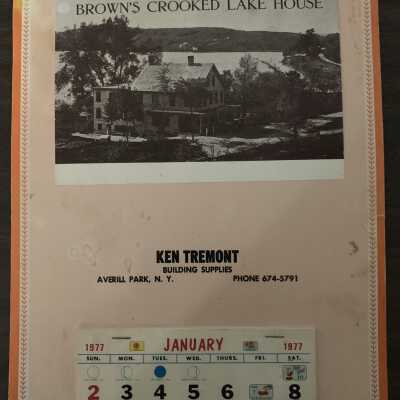 BROWN'S CROOKED LAKE HOUSE
KEN TREMONT
BUILDING SUPPLIES
AVERILL PARK, N. Y. PHONE 674-5791
1977 JANUARY 1977
SUN. MON. TUES. WED. THURS. FRI. SAT.
2 3 4 5 6 8